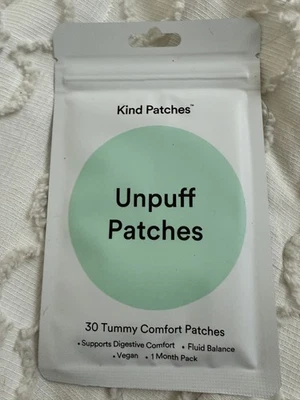 Kind Patches™
Unpuff
Patches
30 Tummy Comfort Patches
• Supports Digestive Comfort • Fluid Balance
• Vegan • 1 Month Pack